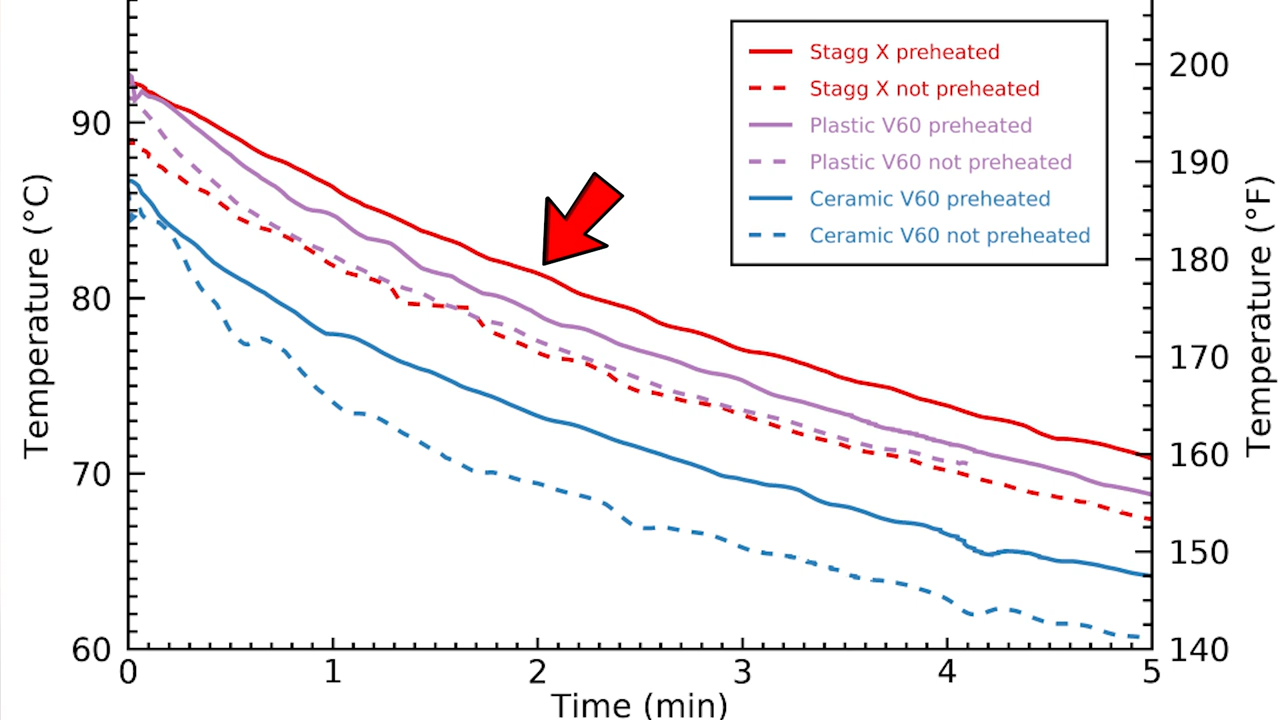 Stagg X preheated
Stagg X not preheated
Plastic V60 preheated
Plastic V60 not preheated
Ceramic V60 preheated
Ceramic V60 not preheated
Temperature (°C)
90
80
70
60
200
190
180
170
160
150
140
Temperature (°F)
0 1 2 3 4 5
Time (min)